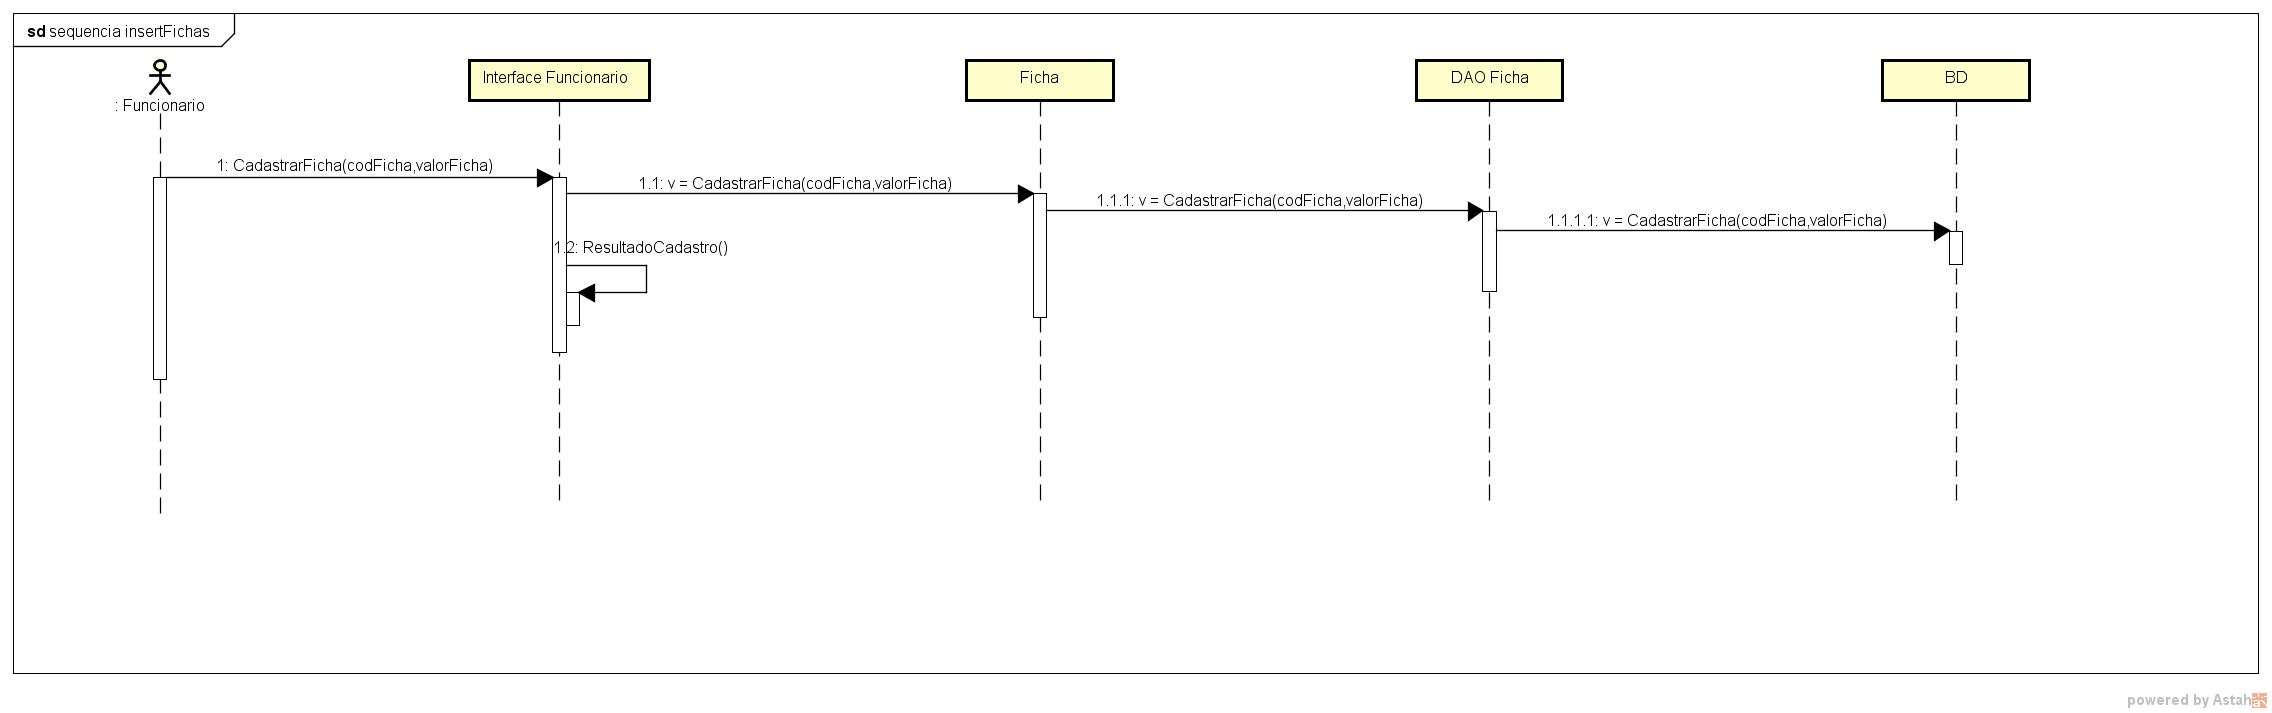 sd sequencia insertFichas
: Funcionario
Interface Funcionario
Ficha
DAO Ficha
BD
1: CadastrarFicha(codFicha,valorFicha)
1.1: v = CadastrarFicha(codFicha,valorFicha)
1.1.1: v = CadastrarFicha(codFicha,valorFicha)
1.1.1.1: v = CadastrarFicha(codFicha,valorFicha)
1.2: ResultadoCadastro()
powered by Astah